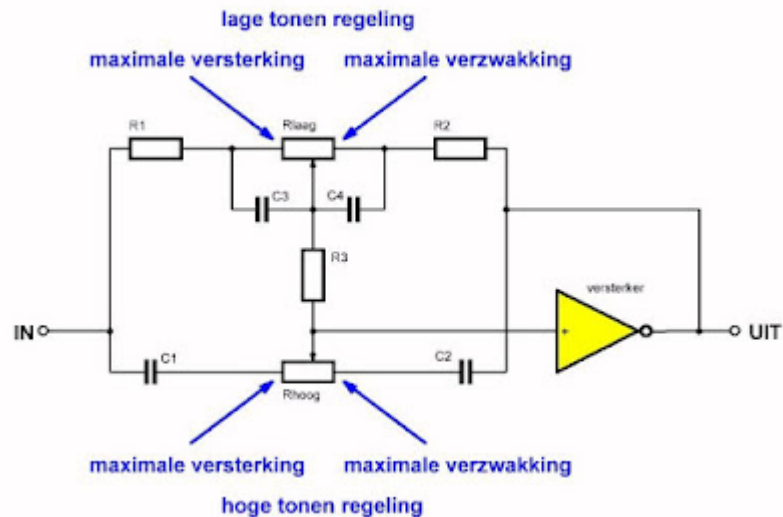 lage tonen regeling
maximale versterking maximale verzwakking
R1 Rlaag R2
C3 C4
R3
versterker
IN + UIT
C1 C2
Rhoog
maximale versterking maximale verzwakking
hoge tonen regeling